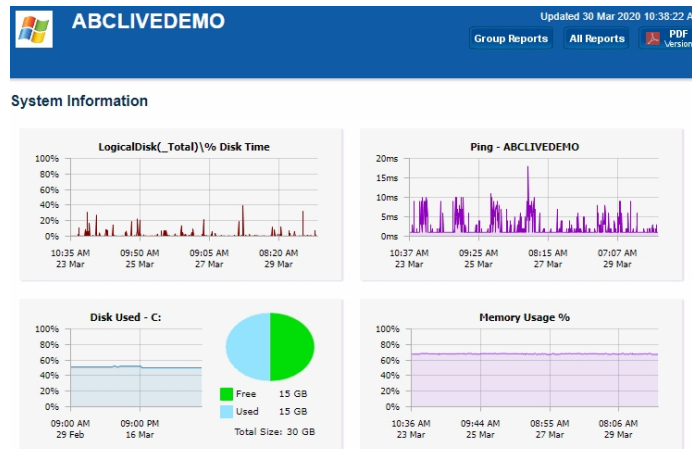 ABCLIVEDEMO
Updated 30 Mar 2020 10:38:22
Group Reports
All Reports
PDF
Version
System Information
LogicalDisk(_Total)\% Disk Time
100%
80%
60%
40%
20%
0%
10:35 AM
23 Mar
09:50 AM
25 Mar
09:05 AM
27 Mar
08:20 AM
29 Mar
Ping - ABCLIVEDEMO
20ms
15ms
10ms
5ms
0ms
10:37 AM
23 Mar
09:25 AM
25 Mar
08:15 AM
27 Mar
07:07 AM
29 Mar
Disk Used - C:
100%
80%
60%
40%
20%
0%
09:00 AM
29 Feb
09:00 PM
16 Mar
Free 15 GB
Used 15 GB
Total Size: 30 GB
Memory Usage %
100%
80%
60%
40%
20%
0%
10:36 AM
23 Mar
09:44 AM
25 Mar
08:55 AM
27 Mar
08:06 AM
29 Mar